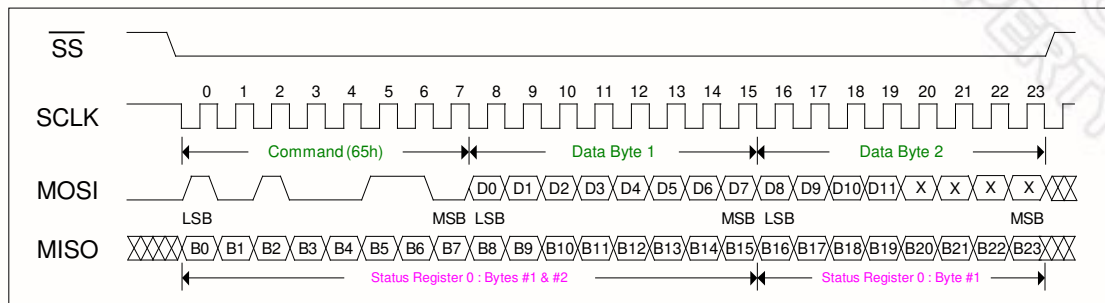 SS
0 1 2 3 4 5 6 7 8 9 10 11 12 13 14 15 16 17 18 19 20 21 22 23
SCLK
Command (65h) Data Byte 1 Data Byte 2
MOSI D0 D1 D2 D3 D4 D5 D6 D7 D8 D9 D10 D11 X X X X
LSB MSB LSB MSB LSB MSB
MISO B0 B1 B2 B3 B4 B5 B6 B7 B8 B9 B10 B11 B12 B13 B14 B15 B16 B17 B18 B19 B20 B21 B22 B23
Status Register 0 : Bytes #1 & #2 Status Register 0 : Byte #1